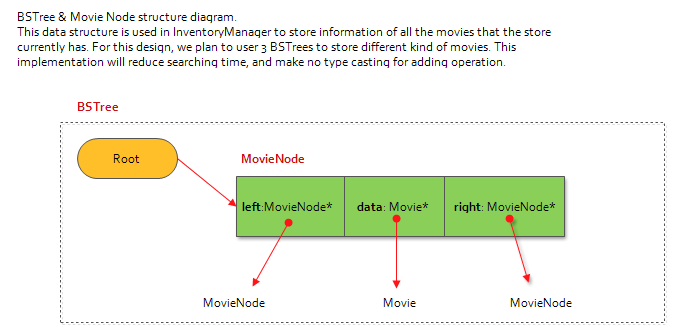 BSTree & Movie Node structure diagram.
This data structure is used in InventoryManager to store information of all the movies that the store
currently has. For this design, we plan to user 3 BSTrees to store different kind of movies. This
implementation will reduce searching time, and make no type casting for adding operation.
BSTree
Root
MovieNode
left:MovieNode*
data: Movie*
right: MovieNode*
MovieNode
Movie
MovieNode